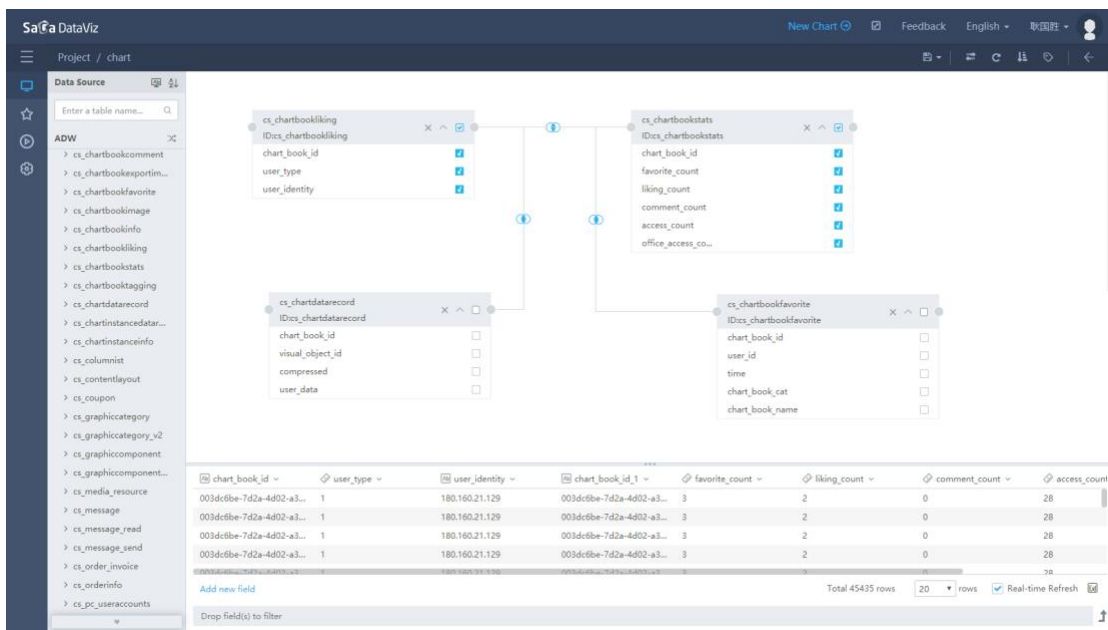 SaCa DataViz
New Chart
Feedback
English
耿国胜
Project / chart
Data Source
Enter a table name...
ADW
cs_chartbookcomment
cs_chartbookexportim...
cs_chartbookfavorite
cs_chartbookimage
cs_chartbookinfo
cs_chartbookliking
cs_chartbookstats
cs_chartbooktagging
cs_chartdatarecord
cs_chartinstancedatar...
cs_chartinstanceinfo
cs_columnist
cs_contentlayout
cs_coupon
cs_graphiccategory
cs_graphiccategory_v2
cs_graphiccomponent
cs_graphiccomponent...
cs_media_resource
cs_message
cs_message_read
cs_message_send
cs_order_invoice
cs_orderinfo
cs_pc_useraccounts
cs_chartbookliking
ID:cs_chartbookliking
chart_book_id
user_type
user_identity
cs_chartbookstats
ID:cs_chartbookstats
chart_book_id
favorite_count
liking_count
comment_count
access_count
office_access_co...
cs_chartdatarecord
ID:cs_chartdatarecord
chart_book_id
visual_object_id
compressed
user_data
cs_chartbookfavorite
ID:cs_chartbookfavorite
chart_book_id
user_id
time
chart_book_cat
chart_book_name
chart_book_id user_type user_identity chart_book_id_1 favorite_count liking_count comment_count access_count
003dc6be-7d2a-4d02-a3... 1 180.160.21.129 003dc6be-7d2a-4d02-a3... 3 2 0 28
003dc6be-7d2a-4d02-a3... 1 180.160.21.129 003dc6be-7d2a-4d02-a3... 3 2 0 28
003dc6be-7d2a-4d02-a3... 1 180.160.21.129 003dc6be-7d2a-4d02-a3... 3 2 0 28
003dc6be-7d2a-4d02-a3... 1 180.160.21.129 003dc6be-7d2a-4d02-a3... 3 2 0 28
Add new field
Total 45435 rows 20 rows Real-time Refresh
Drop field(s) to filter